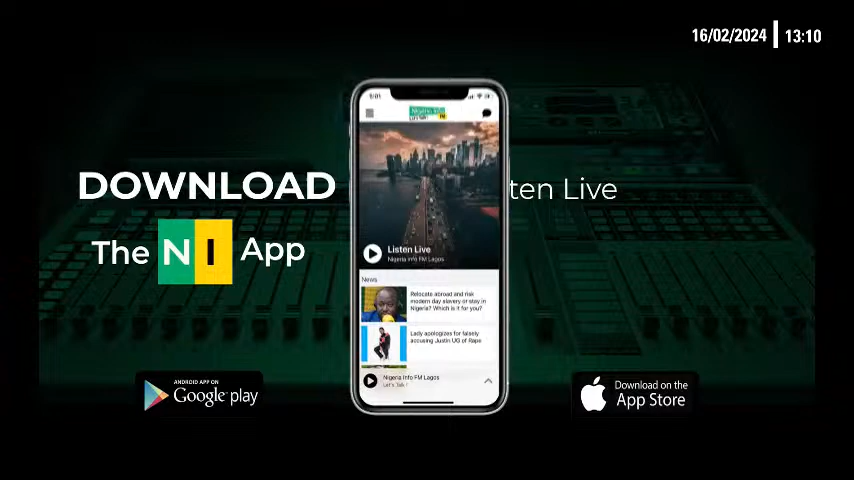 16/02/2024 | 13:10
DOWNLOAD
ten Live
The NI App
Listen Live
Nigeria info FM Lagos
News
Relocate abroad and risk
modern day slavery or stay in
Nigeria? Which is it for you?
Lady apologizes for falsely
accusing Justin UG of Rape
Nigeria Info FM Lagos
Let's Talk !
ANDROID APP ON
Google play
Download on the
App Store